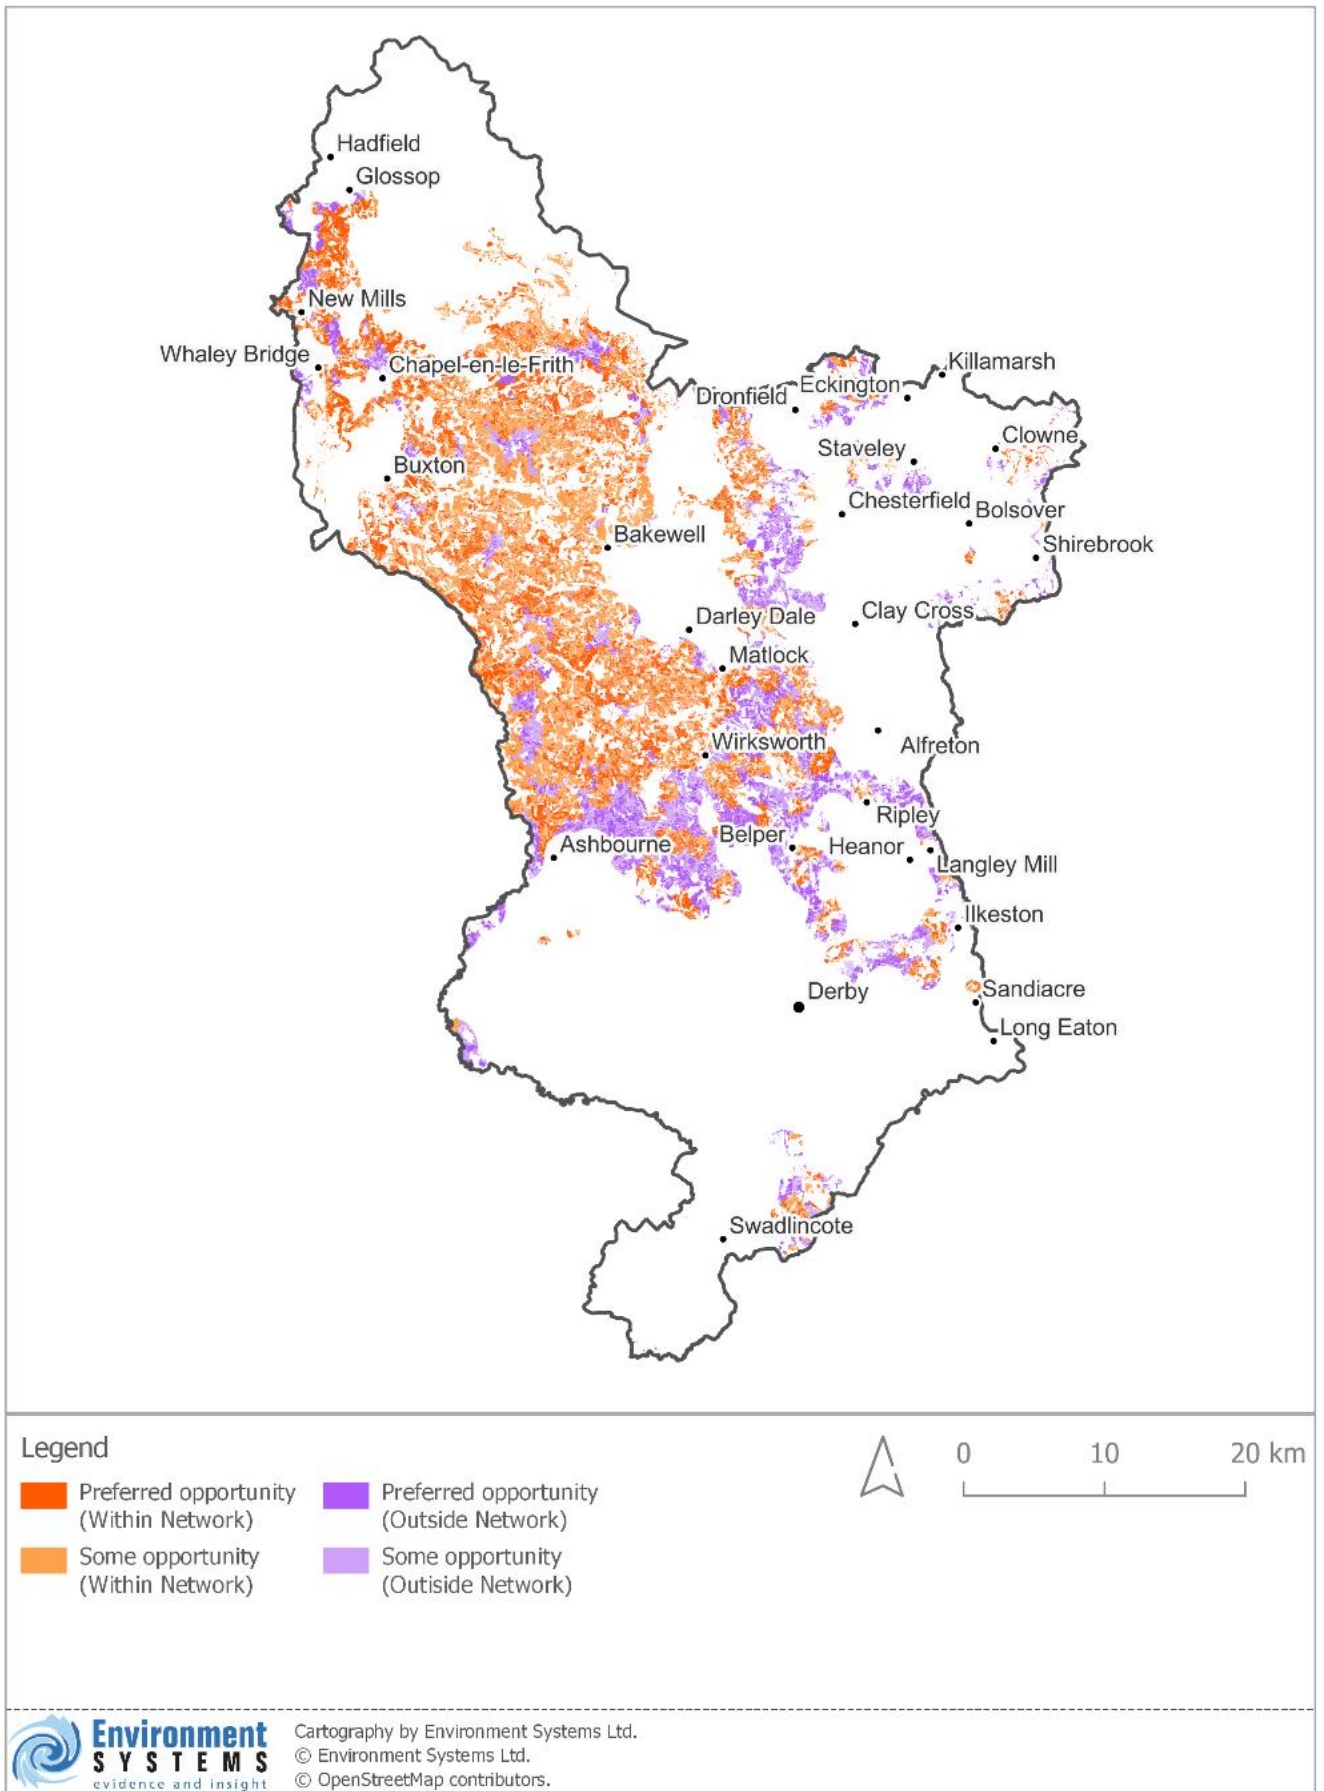 Hadfield
Glossop
New Mills
Whaley Bridge
Chapel-en-le-Frith
Killamarsh
Dronfield
Eckington
Clowne
Staveley
Buxton
Chesterfield
Bolsover
Bakewell
Shirebrook
Darley Dale
Clay Cross
Matlock
Wirksworth
Alfreton
Ripley
Ashbourne
Belper
Heanor
Langley Mill
Ilkeston
Derby
Sandiacre
Long Eaton
Swadlincote
Legend
Preferred opportunity
(Within Network)
Preferred opportunity
(Outside Network)
Some opportunity
(Within Network)
Some opportunity
(Outiside Network)
0 10 20 km
Environment
SYSTEMS
evidence and insight
Cartography by Environment Systems Ltd.
© Environment Systems Ltd.
© OpenStreetMap contributors.